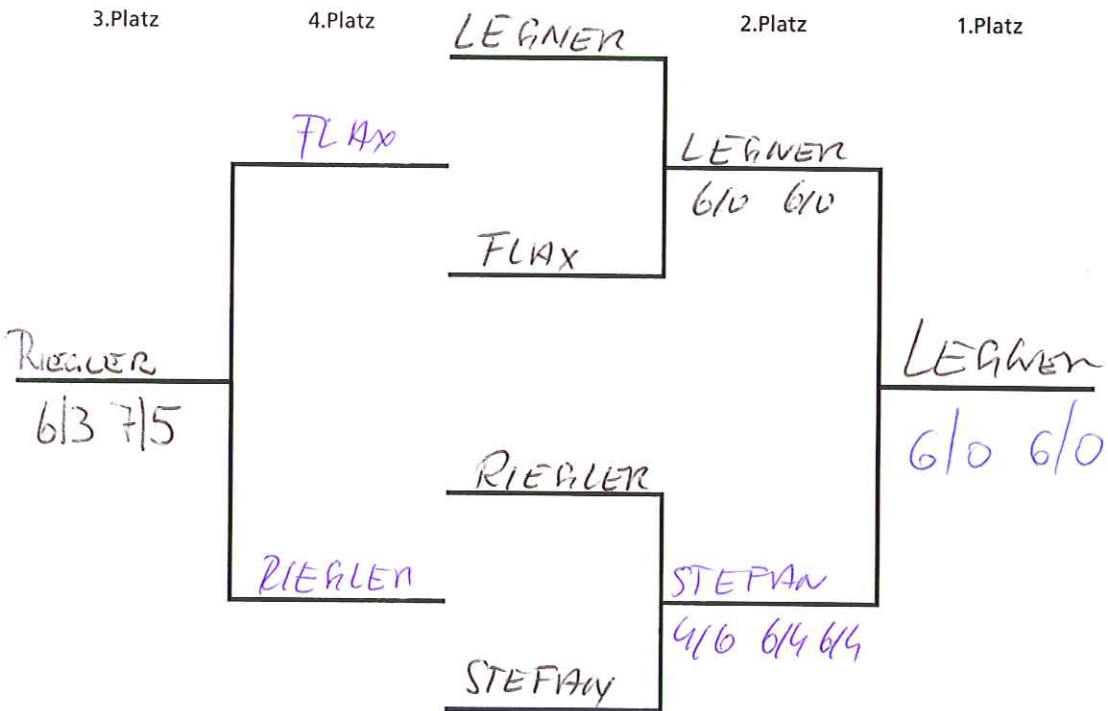 3.Platz 4.Platz 2.Platz 1.Platz
LEGNER
FLAX
LEGNER
6/0 6/0
FLAX
RIEGLER
6/3 7/5
LEGNER
6/0 6/0
RIEGLER
RIEGLER
STEFAN
4/6 6/4 6/4
STEFAN